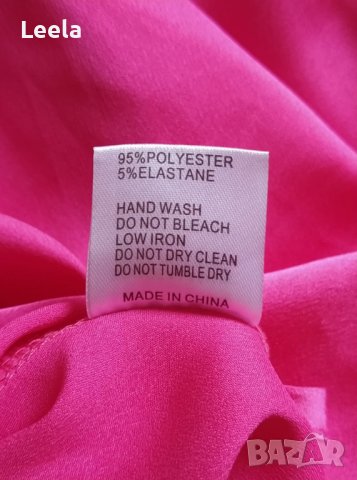 Leela
95%POLYESTER
5%ELASTANE
HAND WASH
DO NOT BLEACH
LOW IRON
DO NOT DRY CLEAN
DO NOT TUMBLE DRY
MADE IN CHINA
BAZAR